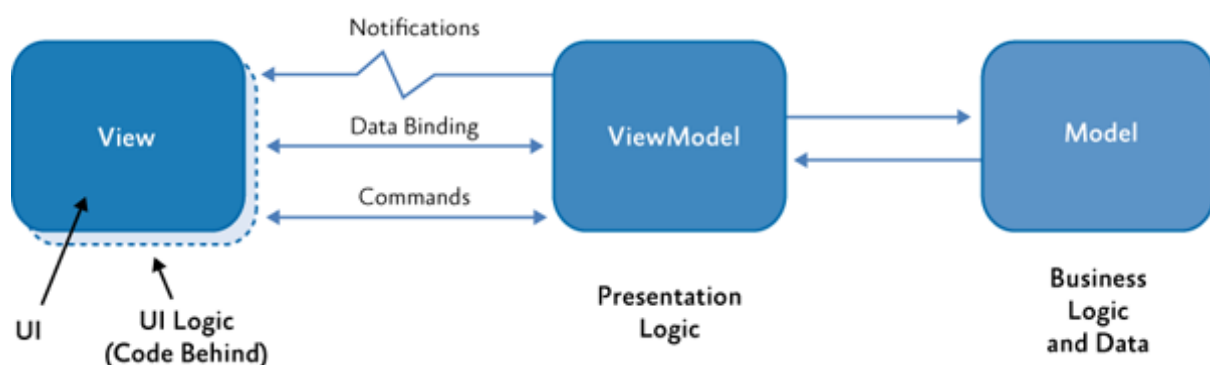 Notifications
View
Data Binding
ViewModel
Model
Commands
UI
UI Logic
(Code Behind)
Presentation
Logic
Business
Logic
and Data